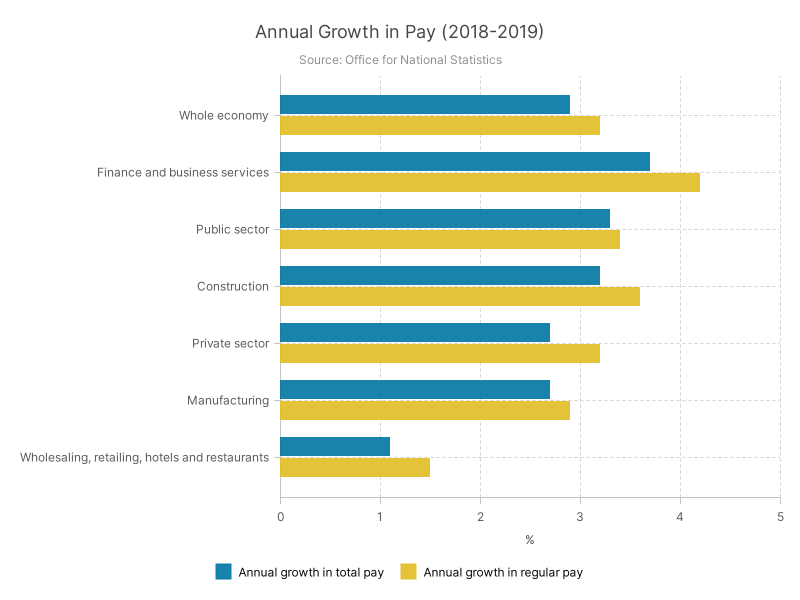 Annual Growth in Pay (2018-2019)
Source: Office for National Statistics
Whole economy
Finance and business services
Public sector
Construction
Private sector
Manufacturing
Wholesaling, retailing, hotels and restaurants
0 1 2 3 4 5
%
Annual growth in total pay Annual growth in regular pay